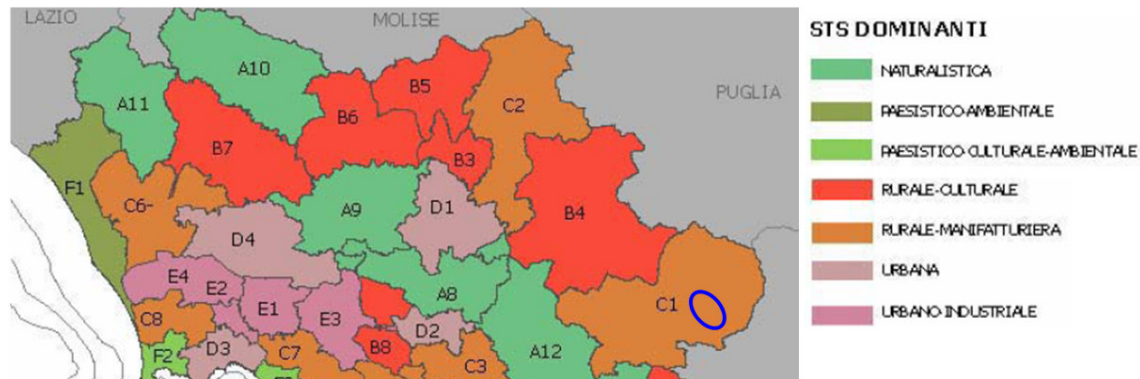 LAZIO
MOLISE
PUGLIA
A10
A11
B5
B6
C2
B7
B3
F1
C6-
A9
D1
B4
D4
E4
E2
A8
C1
C8
E1
E3
D2
F2
D3
C7
B8
C3
A12
STS DOMINANTI
NATURALISTICA
PAESISTICO-AMBIENTALE
PAESISTICO-CULTURALE-AMBIENTALE
RURALE-CULTURALE
RURALE-MANIFATTURIERA
URBANA
URBANO INDUSTRIALE